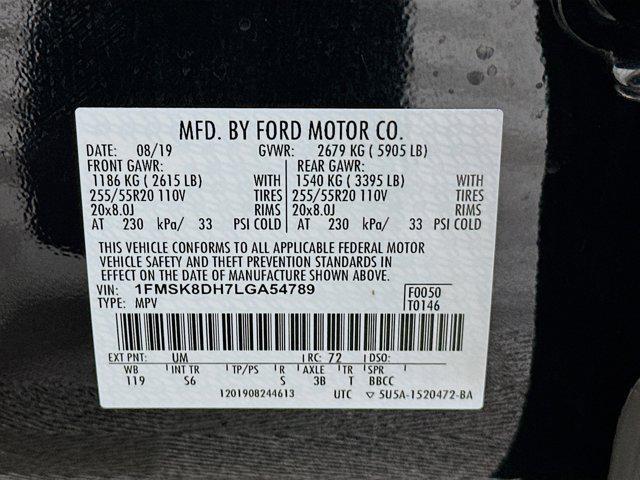 MFD. BY FORD MOTOR CO.
DATE: 08/19 GVWR: 2679 KG ( 5905 LB)
FRONT GAWR: REAR GAWR:
1186 KG ( 2615 LB) WITH 1540 KG ( 3395 LB) WITH
255/55R20 110V TIRES 255/55R20 110V TIRES
20x8.0J RIMS 20x8.0J RIMS
AT 230 kPa/ 33 PSI COLD AT 230 kPa/ 33 PSI COLD
THIS VEHICLE CONFORMS TO ALL APPLICABLE FEDERAL MOTOR
VEHICLE SAFETY AND THEFT PREVENTION STANDARDS IN
EFFECT ON THE DATE OF MANUFACTURE SHOWN ABOVE.
VIN: 1FMSK8DH7LGA54789 F0050
TYPE: MPV T0146
EXT PNT: UM RC: 72 DSO:
WB INT TR TP/PS R AXLE TR SPR
119 S6 S 3B T BBCC
1201908244613 UTC ▽ 5U5A-1520472-BA